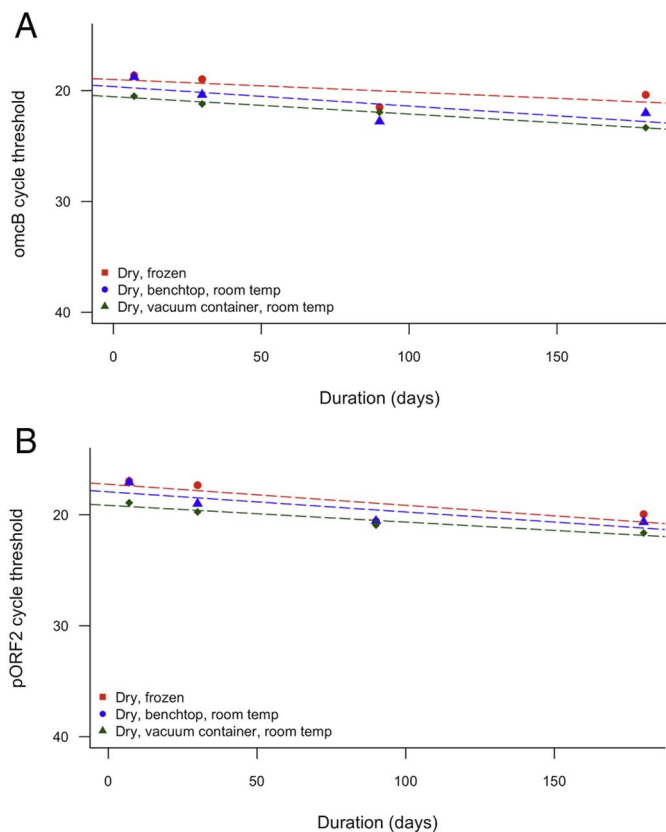 A
20
30
40
omcB cycle threshold
Dry, frozen
Dry, benchtop, room temp
Dry, vacuum container, room temp
0 50 100 150
Duration (days)
B
20
30
40
pORF2 cycle threshold
Dry, frozen
Dry, benchtop, room temp
Dry, vacuum container, room temp
0 50 100 150
Duration (days)